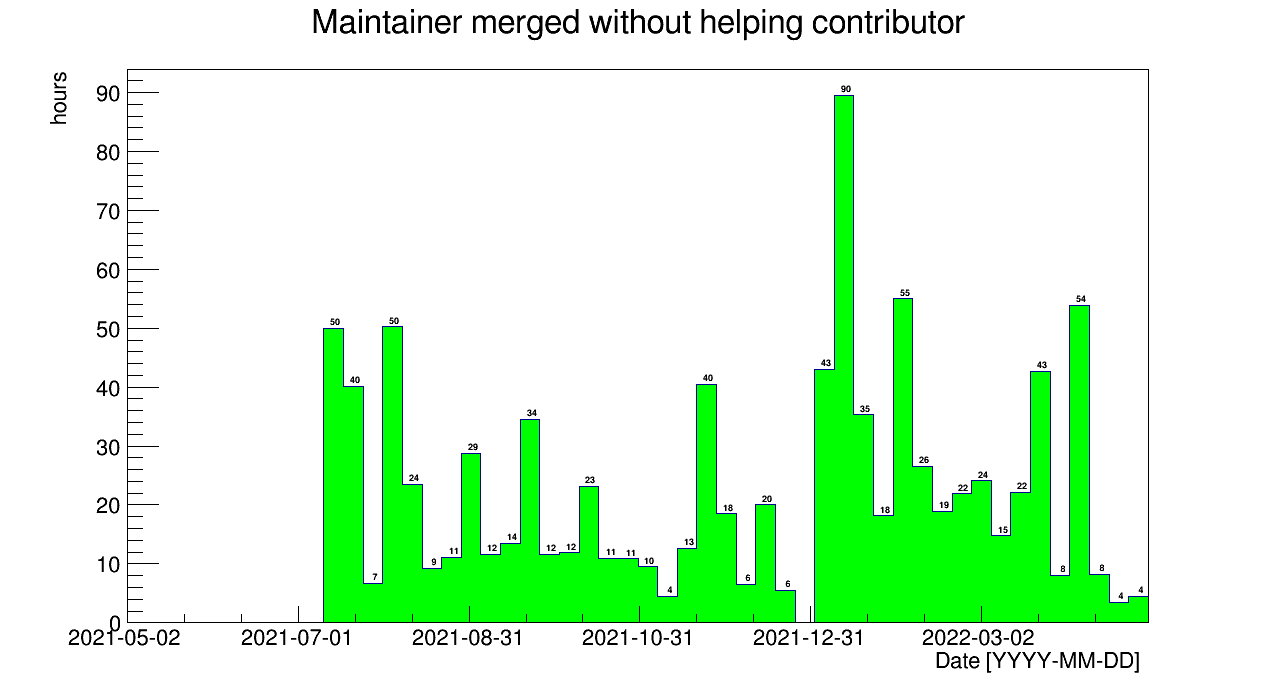 Maintainer merged without helping contributor
hours
90
80
70
60
50
40
30
20
10
0
50 40 7 50 24 9 11 29 12 14 34 12 12 23 11 11 10 4 13 40 18 6 20 6 43 90 35 18 55 26 19 22 24 15 22 43 8 54 8 4 4
2021-05-02 2021-07-01 2021-08-31 2021-10-31 2021-12-31 2022-03-02
Date [YYYY-MM-DD]